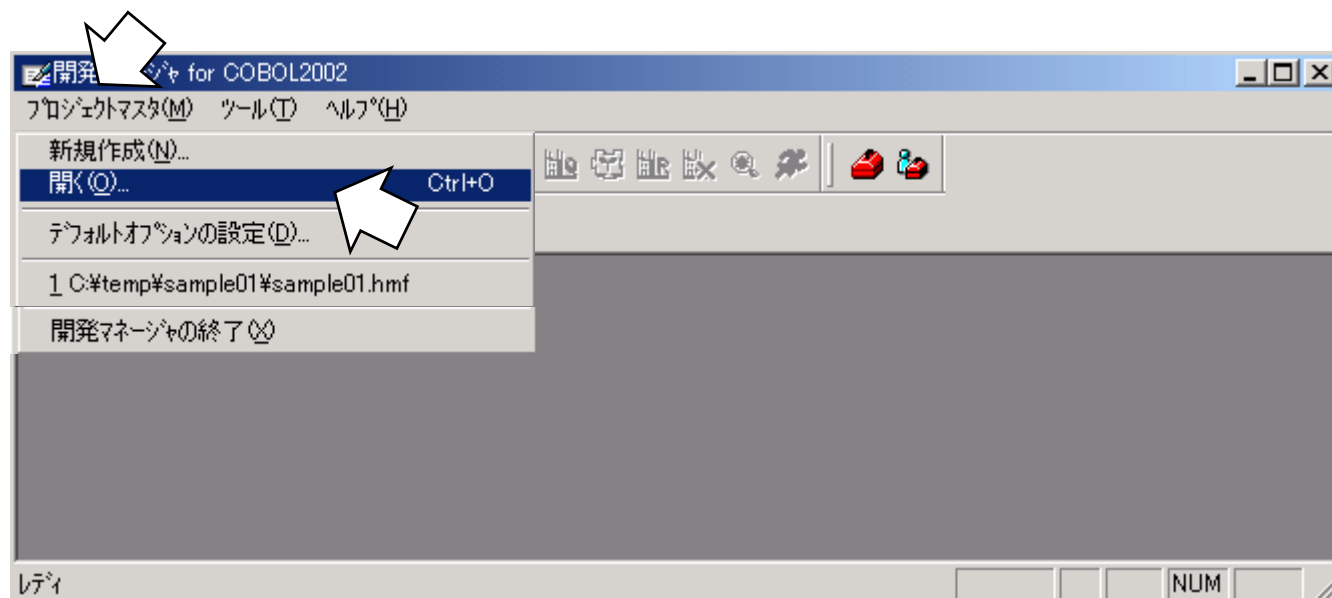 開発 ジャ for COBOL2002
プロジェクトマスタ(M) ツール(T) ヘルプ(H)
新規作成(N)...
開く(O)... Ctrl+O
デフォルトオプションの設定(D)...
1 C:¥temp¥sample01¥sample01.hmf
開発マネージャの終了(X)
レディ NUM